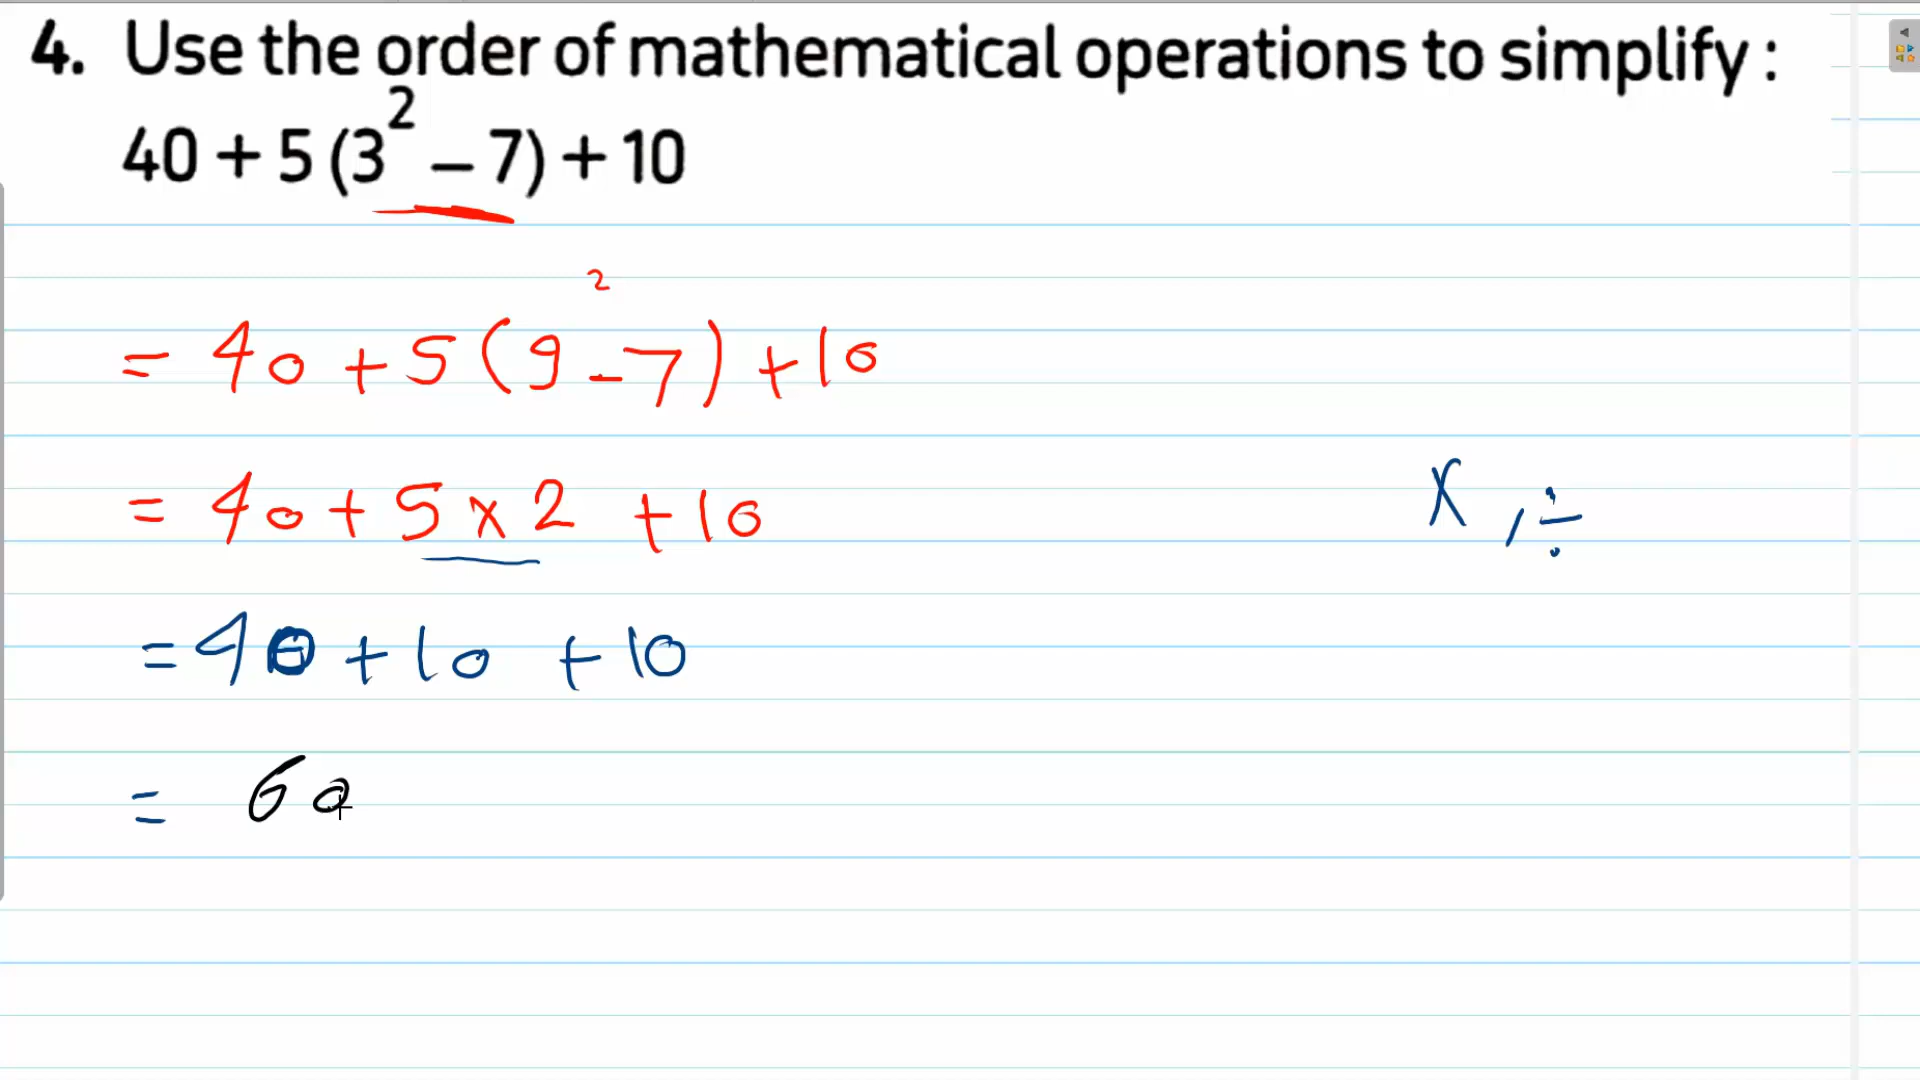 4. Use the order of mathematical operations to simplify :
40 + 5 (3² – 7) + 10
2
= 40 + 5 (9 - 7) + 10
= 40 + 5 x 2 + 10
x , ÷
= 40 + 10 + 10
= 60